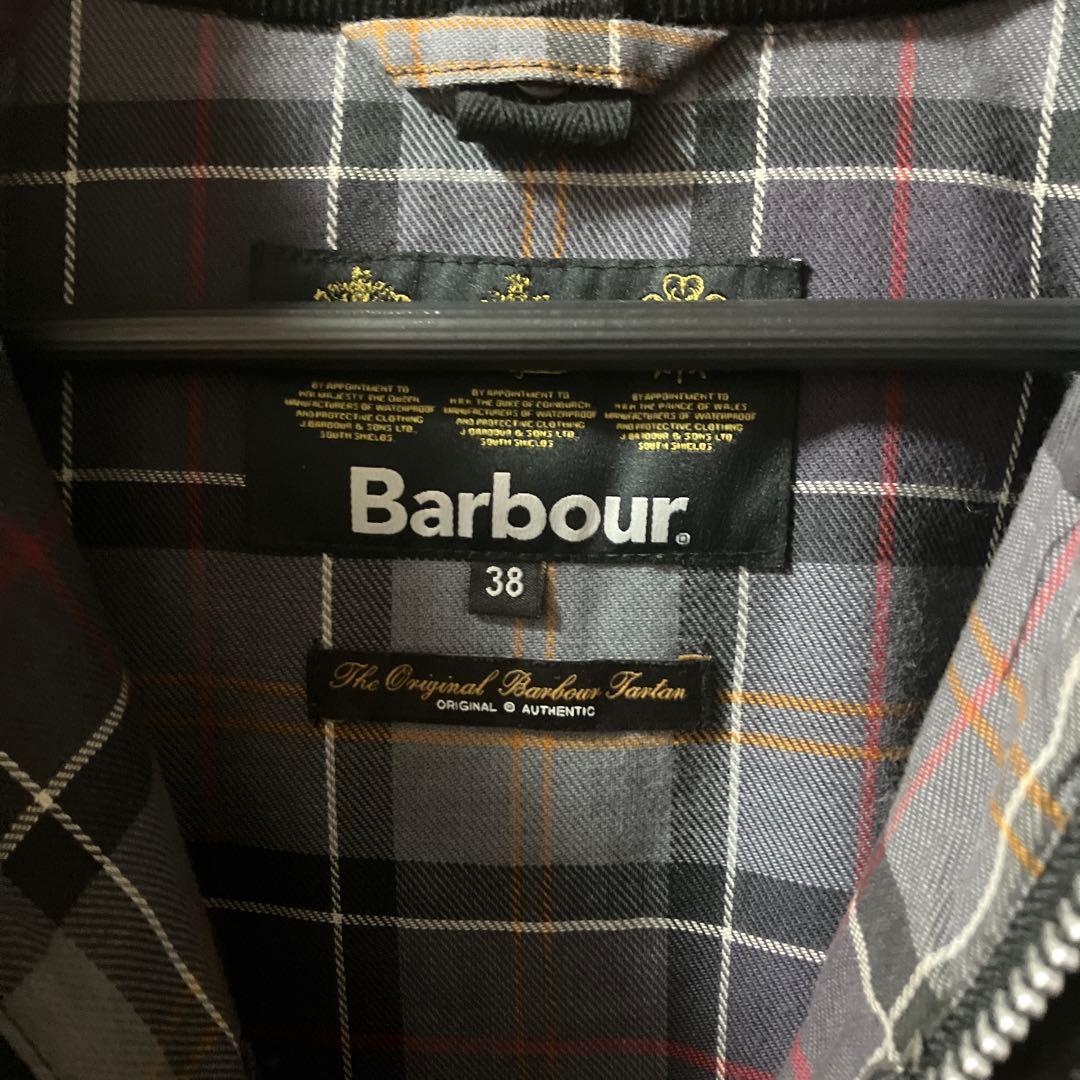 BY APPOINTMENT TO
HER MAJESTY THE QUEEN
MANUFACTURERS OF WATERPROOF
AND PROTECTIVE CLOTHING
J. BARBOUR & SONS LTD.
SOUTH SHIELDS
BY APPOINTMENT TO
H.R.H. THE DUKE OF EDINBURGH
MANUFACTURERS OF WATERPROOF
AND PROTECTIVE CLOTHING
J. BARBOUR & SONS LTD.
SOUTH SHIELDS
BY APPOINTMENT TO
H.R.H. THE PRINCE OF WALES
MANUFACTURERS OF WATERPROOF
AND PROTECTIVE CLOTHING
J. BARBOUR & SONS LTD.
SOUTH SHIELDS
Barbour®
38
The Original Barbour Tartan
ORIGINAL @ AUTHENTIC